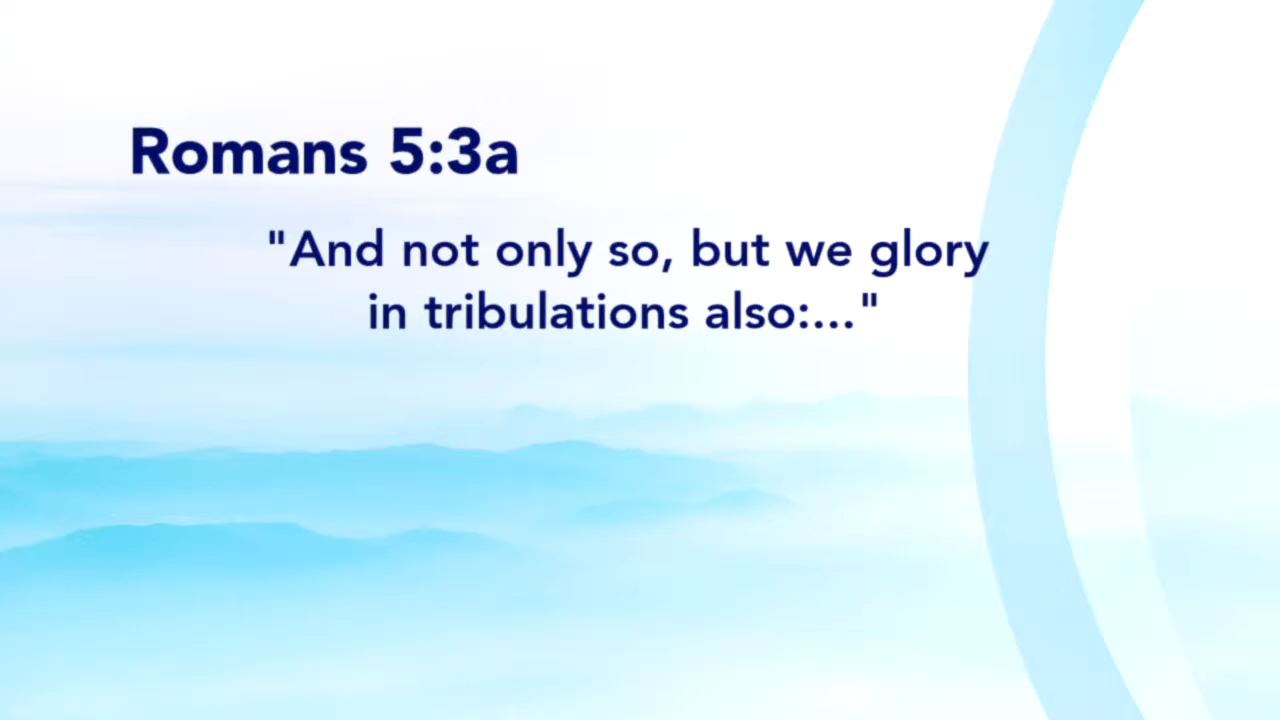 Romans 5:3a
"And not only so, but we glory
in tribulations also:..."